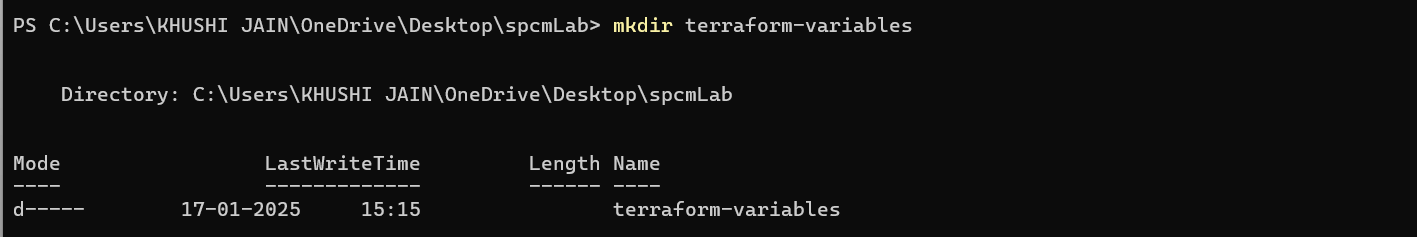 PS C:\Users\KHUSHI JAIN\OneDrive\Desktop\spcmLab> mkdir terraform-variables
Directory: C:\Users\KHUSHI JAIN\OneDrive\Desktop\spcmLab
Mode                 LastWriteTime         Length Name
----                 -------------         ------ ----
d-----        17-01-2025     15:15                terraform-variables